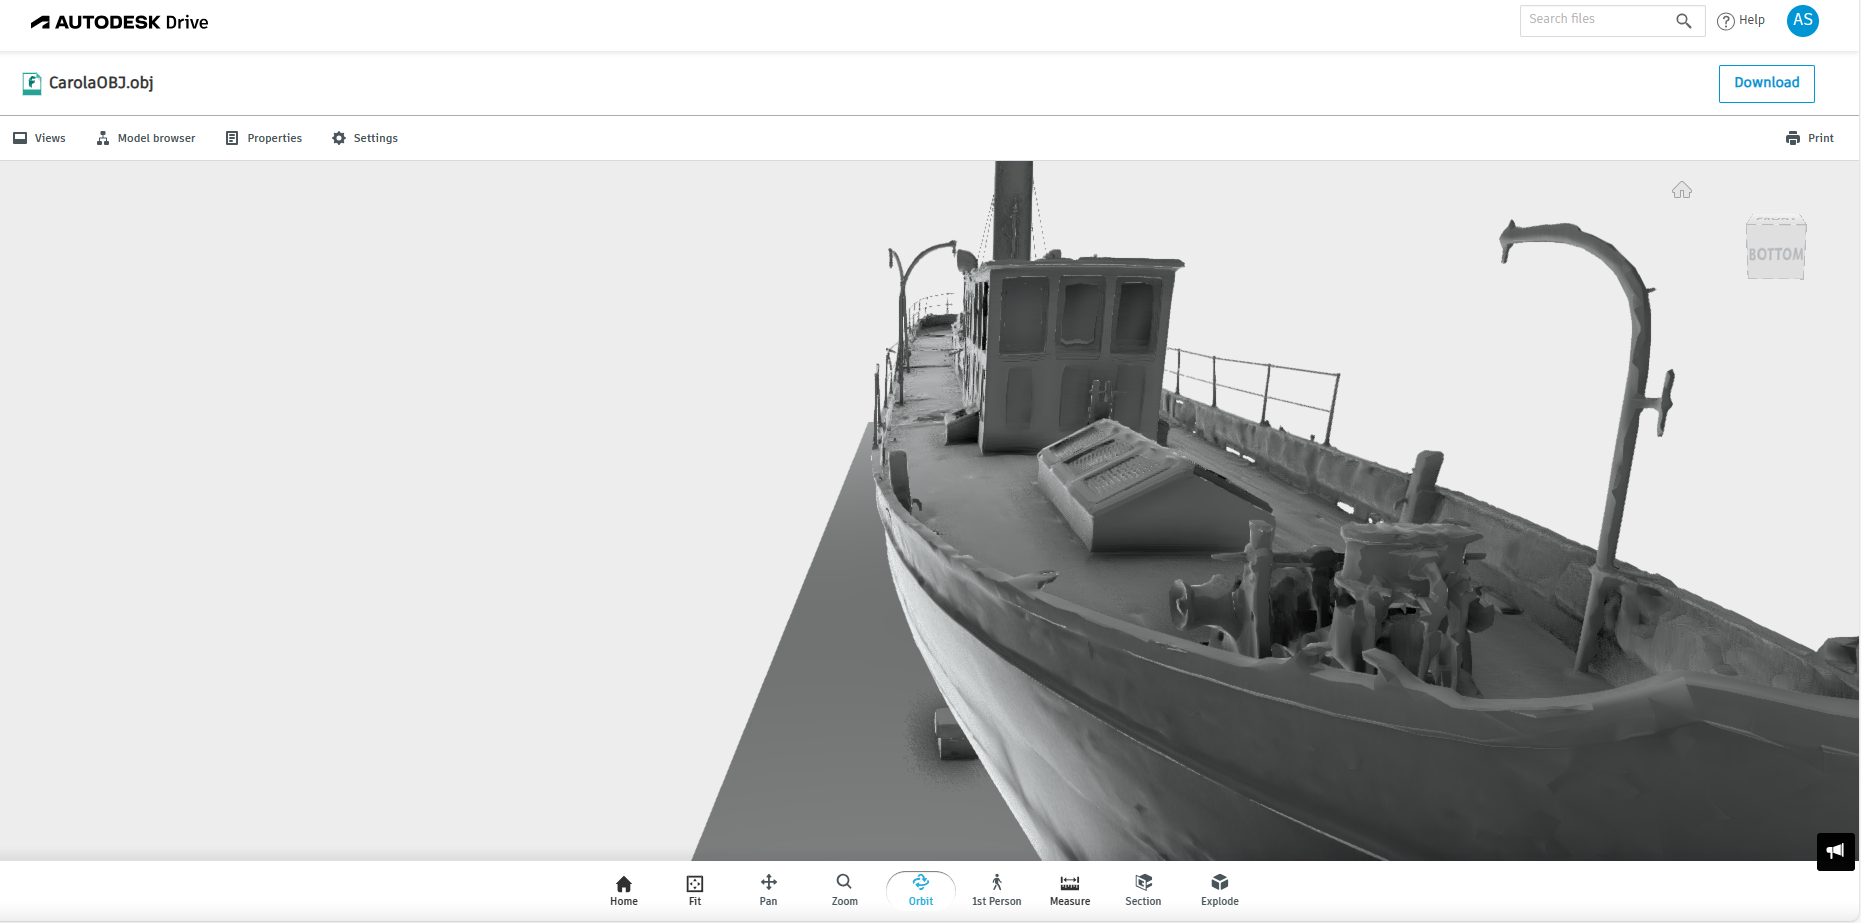 AUTODESK Drive
Search files
Help
AS
CarolaOBJ.obj
Download
Views
Model browser
Properties
Settings
Print
FRONT
BOTTOM
Home
Fit
Pan
Zoom
Orbit
1st Person
Measure
Section
Explode